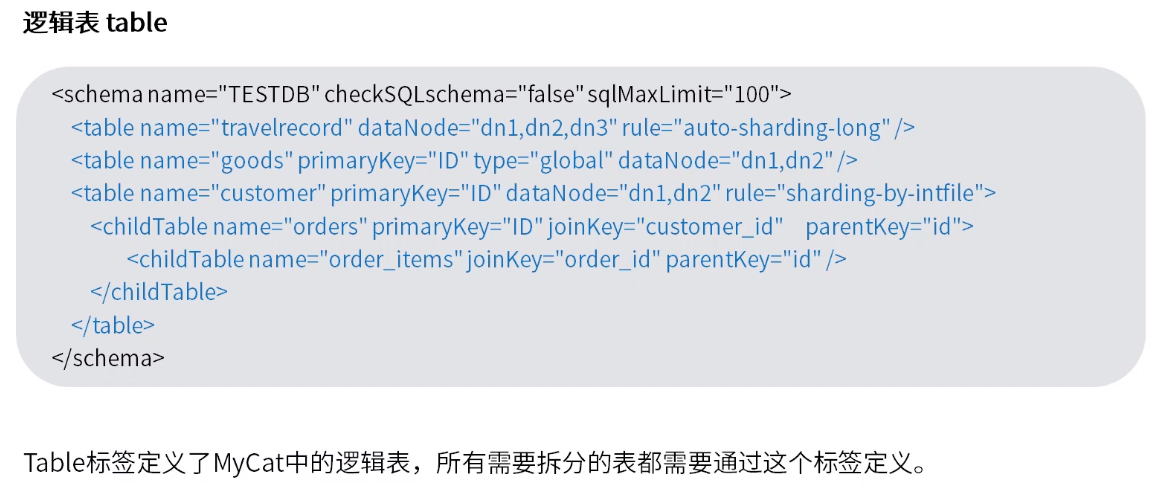 逻辑表 table
<schema name="TESTDB" checkSQLschema="false" sqlMaxLimit="100">
<table name="travelrecord" dataNode="dn1,dn2,dn3" rule="auto-sharding-long" />
<table name="goods" primaryKey="ID" type="global" dataNode="dn1,dn2" />
<table name="customer" primaryKey="ID" dataNode="dn1,dn2" rule="sharding-by-intfile">
<childTable name="orders" primaryKey="ID" joinKey="customer_id" parentKey="id">
<childTable name="order_items" joinKey="order_id" parentKey="id" />
</childTable>
</table>
</schema>
Table标签定义了MyCat中的逻辑表，所有需要拆分的表都需要通过这个标签定义。